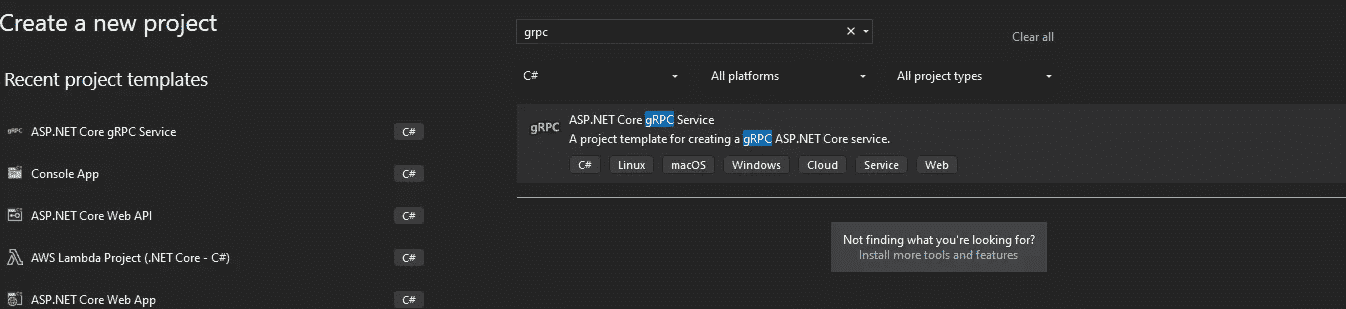 Create a new project
Recent project templates
gRPC ASP.NET Core gRPC Service C#
Console App C#
ASP.NET Core Web API C#
AWS Lambda Project (.NET Core - C#) C#
ASP.NET Core Web App C#
grpc
Clear all
C# All platforms All project types
gRPC
ASP.NET Core gRPC Service
A project template for creating a gRPC ASP.NET Core service.
C# Linux macOS Windows Cloud Service Web
Not finding what you're looking for?
Install more tools and features